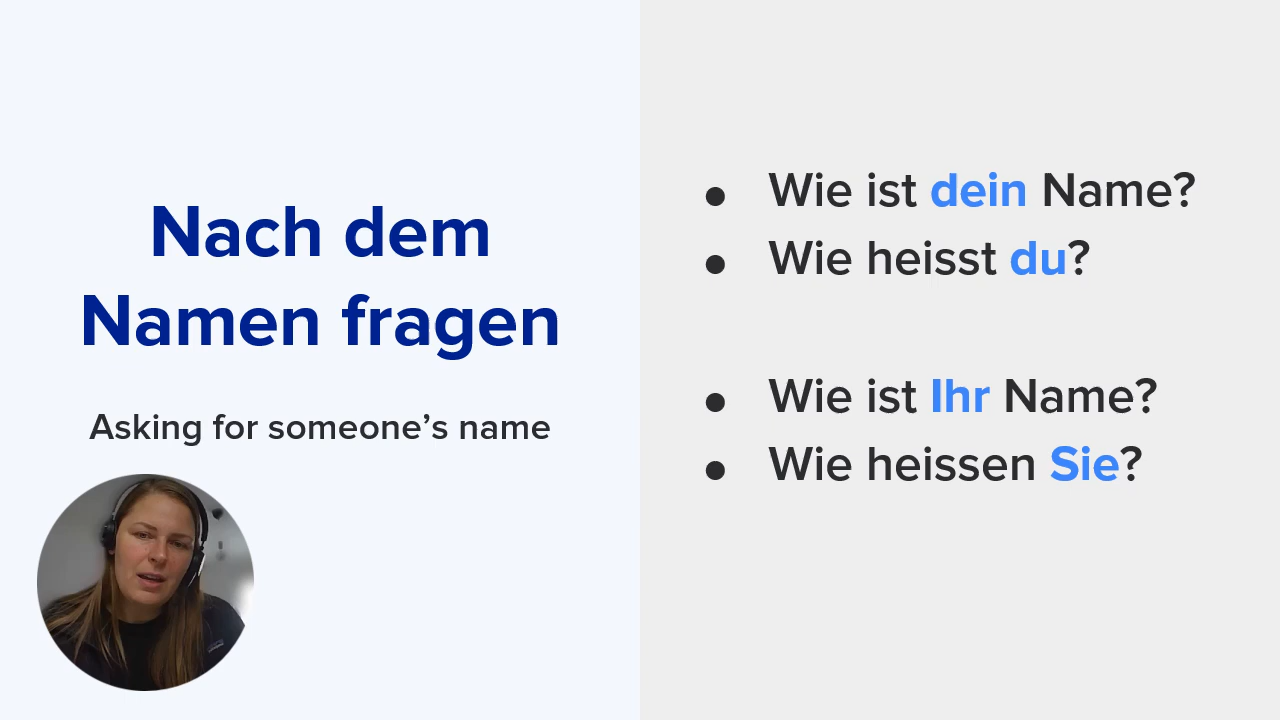 Nach dem
Namen fragen
Asking for someone’s name
● Wie ist dein Name?
● Wie heisst du?
● Wie ist Ihr Name?
● Wie heissen Sie?